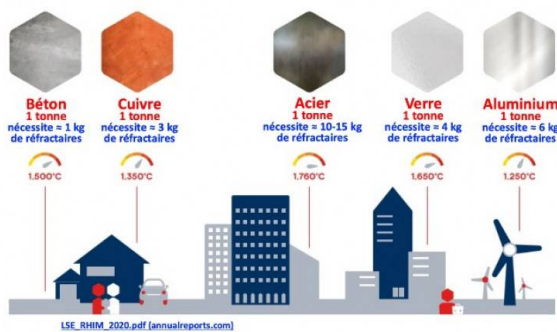 Béton
1 tonne
nécessite ≈ 1 kg
de réfractaires
1,500°C
Cuivre
1 tonne
nécessite ≈ 3 kg
de réfractaires
1,350°C
Acier
1 tonne
nécessite ≈ 10-15 kg
de réfractaires
1,760°C
Verre
1 tonne
nécessite ≈ 4 kg
de réfractaires
1,650°C
Aluminium
1 tonne
nécessite ≈ 6 kg
de réfractaires
1,250°C
LSE_RHIM_2020.pdf (annualreports.com)